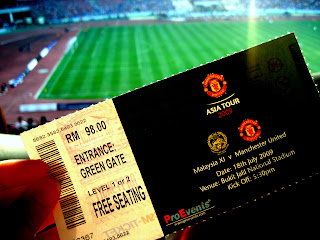 RM 98.00
ENTRANCE:
GREEN GATE
LEVEL 1 or 2
FREE SEATING
ASIA TOUR
2009
Malaysia XI v Manchester United
Date: 18th July 2009
Venue: Bukit Jalil National Stadium
Kick Off: 5:30pm
ProEvents